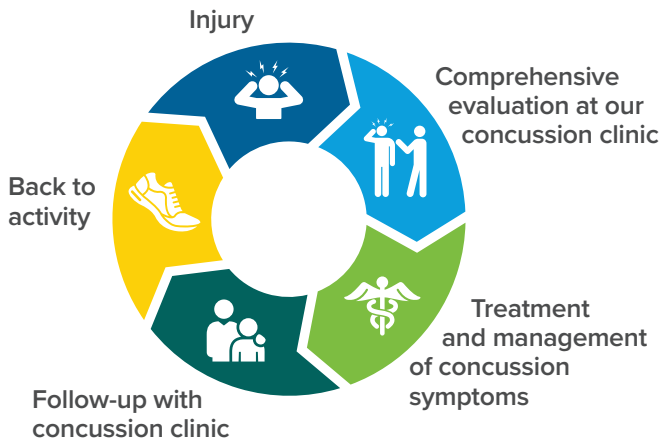 Injury
Comprehensive
evaluation at our
concussion clinic
Treatment
and management
of concussion
symptoms
Follow-up with
concussion clinic
Back to
activity